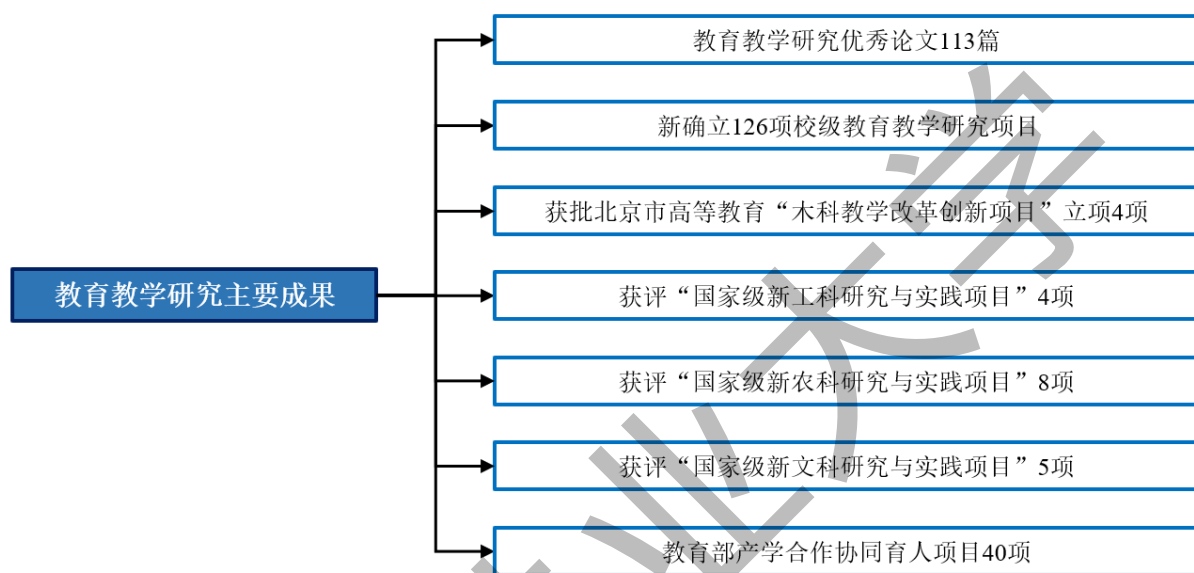 教育教学研究优秀论文113篇
新确立126项校级教育教学研究项目
获批北京市高等教育“木科教学改革创新项目”立项4项
教育教学研究主要成果
获评“国家级新工科研究与实践项目”4项
获评“国家级新农科研究与实践项目”8项
获评“国家级新文科研究与实践项目”5项
教育部产学合作协同育人项目40项
业大学